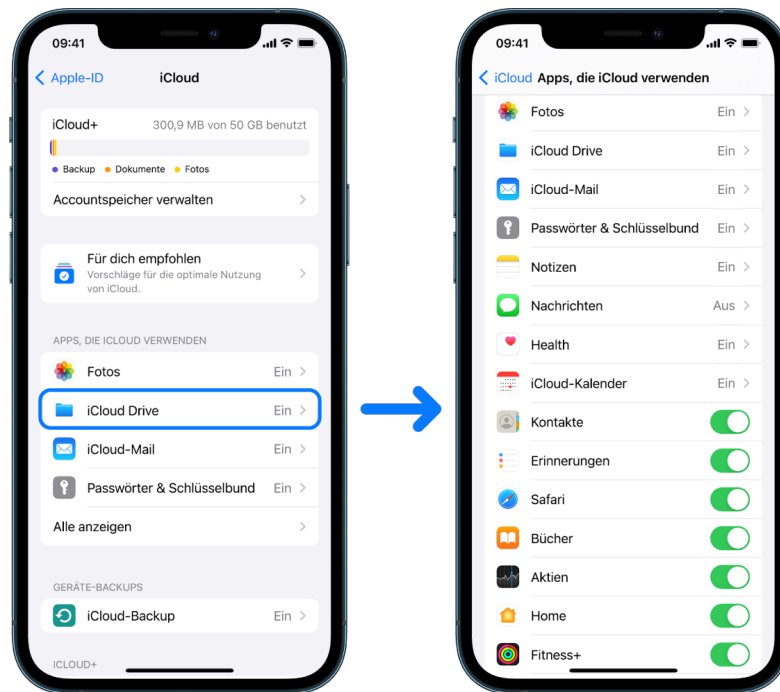 09:41
Apple-ID iCloud
iCloud+ 300,9 MB von 50 GB benutzt
Backup Dokumente Fotos
Accountspeicher verwalten
Für dich empfohlen
Vorschläge für die optimale Nutzung
von iCloud.
APPS, DIE ICLOUD VERWENDEN
Fotos Ein
iCloud Drive Ein
iCloud-Mail Ein
Passwörter & Schlüsselbund Ein
Alle anzeigen
GERÄTE-BACKUPS
iCloud-Backup Ein
ICLOUD+
09:41
iCloud Apps, die iCloud verwenden
Fotos Ein
iCloud Drive Ein
iCloud-Mail Ein
Passwörter & Schlüsselbund Ein
Notizen Ein
Nachrichten Aus
Health Ein
iCloud-Kalender Ein
Kontakte
Erinnerungen
Safari
Bücher
Aktien
Home
Fitness+